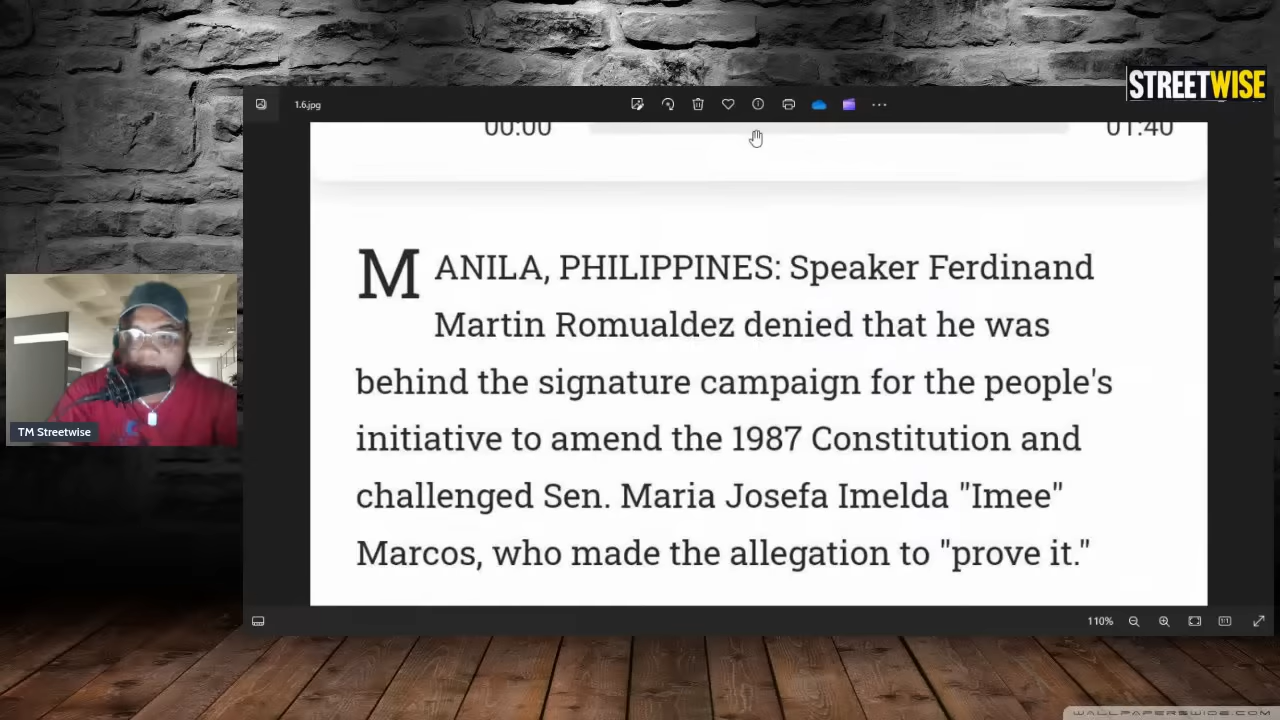 STREETWISE
1.6.jpg
00:00 01:40
MANILA, PHILIPPINES: Speaker Ferdinand
Martin Romualdez denied that he was
behind the signature campaign for the people's
initiative to amend the 1987 Constitution and
challenged Sen. Maria Josefa Imelda "Imee"
Marcos, who made the allegation to "prove it."
TM Streetwise
110%
WALLPAPERSWIDE.COM